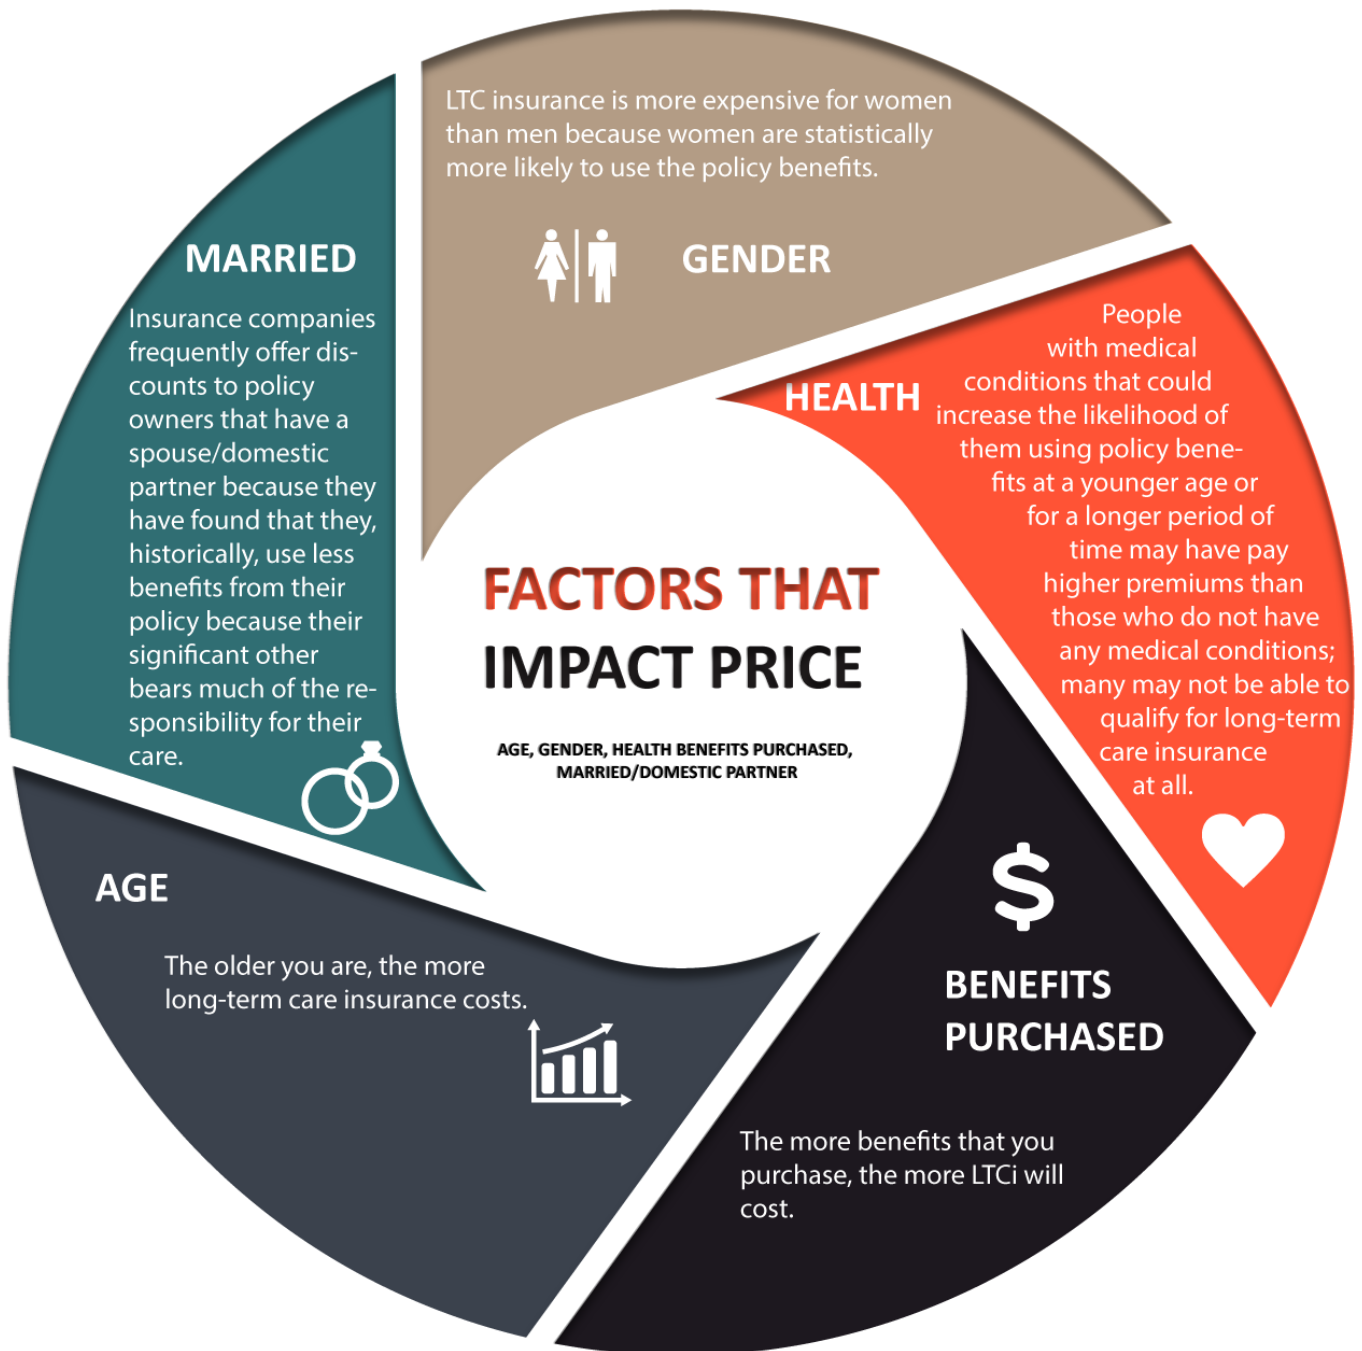 LTC insurance is more expensive for women
than men because women are statistically
more likely to use the policy benefits.
GENDER
HEALTH
People
with medical
conditions that could
increase the likelihood of
them using policy bene-
fits at a younger age or
for a longer period of
time may have pay
higher premiums than
those who do not have
any medical conditions;
many may not be able to
qualify for long-term
care insurance
at all.
$
BENEFITS
PURCHASED
The more benefits that you
purchase, the more LTCi will
cost.
AGE
The older you are, the more
long-term care insurance costs.
MARRIED
Insurance companies
frequently offer dis-
counts to policy
owners that have a
spouse/domestic
partner because they
have found that they,
historically, use less
benefits from their
policy because their
significant other
bears much of the re-
sponsibility for their
care.
FACTORS THAT
IMPACT PRICE
AGE, GENDER, HEALTH BENEFITS PURCHASED,
MARRIED/DOMESTIC PARTNER